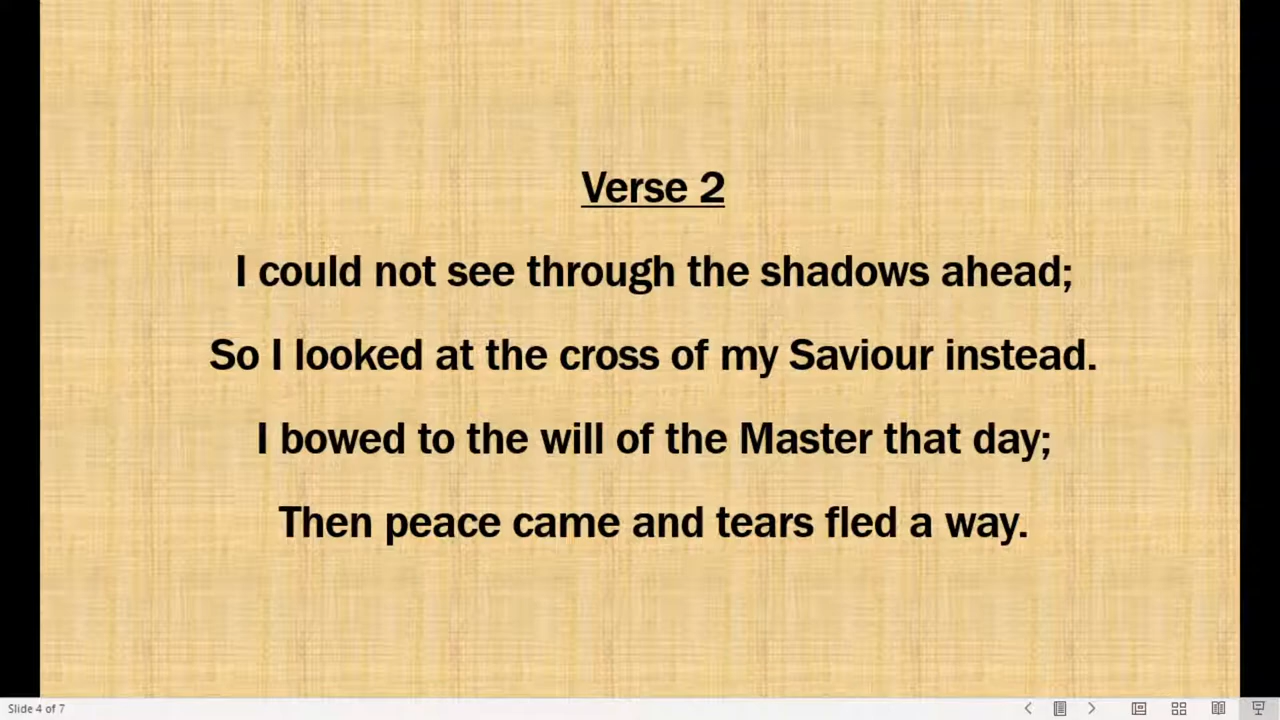 Verse 2
I could not see through the shadows ahead;
So I looked at the cross of my Saviour instead.
I bowed to the will of the Master that day;
Then peace came and tears fled a way.
Slide 4 of 7